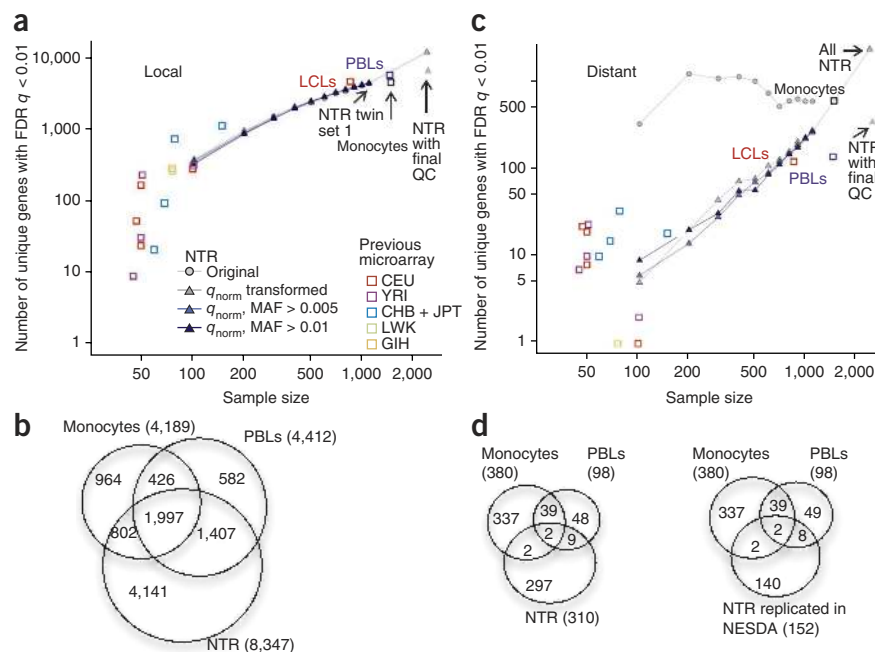 a
Number of unique genes with FDR q < 0.01
10,000
1,000
100
10
1
Local
LCLs
PBLs
NTR twin
set 1
Monocytes
NTR
with final
QC
NTR
Original
qnorm transformed
qnorm, MAF > 0.005
qnorm, MAF > 0.01
Previous
microarray
CEU
YRI
CHB + JPT
LWK
GIH
50
100
200
500
1,000
2,000
Sample size
c
Number of unique genes with FDR q < 0.01
500
100
50
10
5
1
Distant
All
NTR
Monocytes
LCLs
PBLs
NTR
with final
QC
50
100
200
500
1,000
2,000
Sample size
b
Monocytes (4,189)
PBLs (4,412)
964
426
582
1,997
802
1,407
4,141
NTR (8,347)
d
Monocytes
(380)
PBLs
(98)
337
39
48
2
2
9
297
NTR (310)
Monocytes
(380)
PBLs
(98)
337
39
49
2
2
8
140
NTR replicated in
NESDA (152)